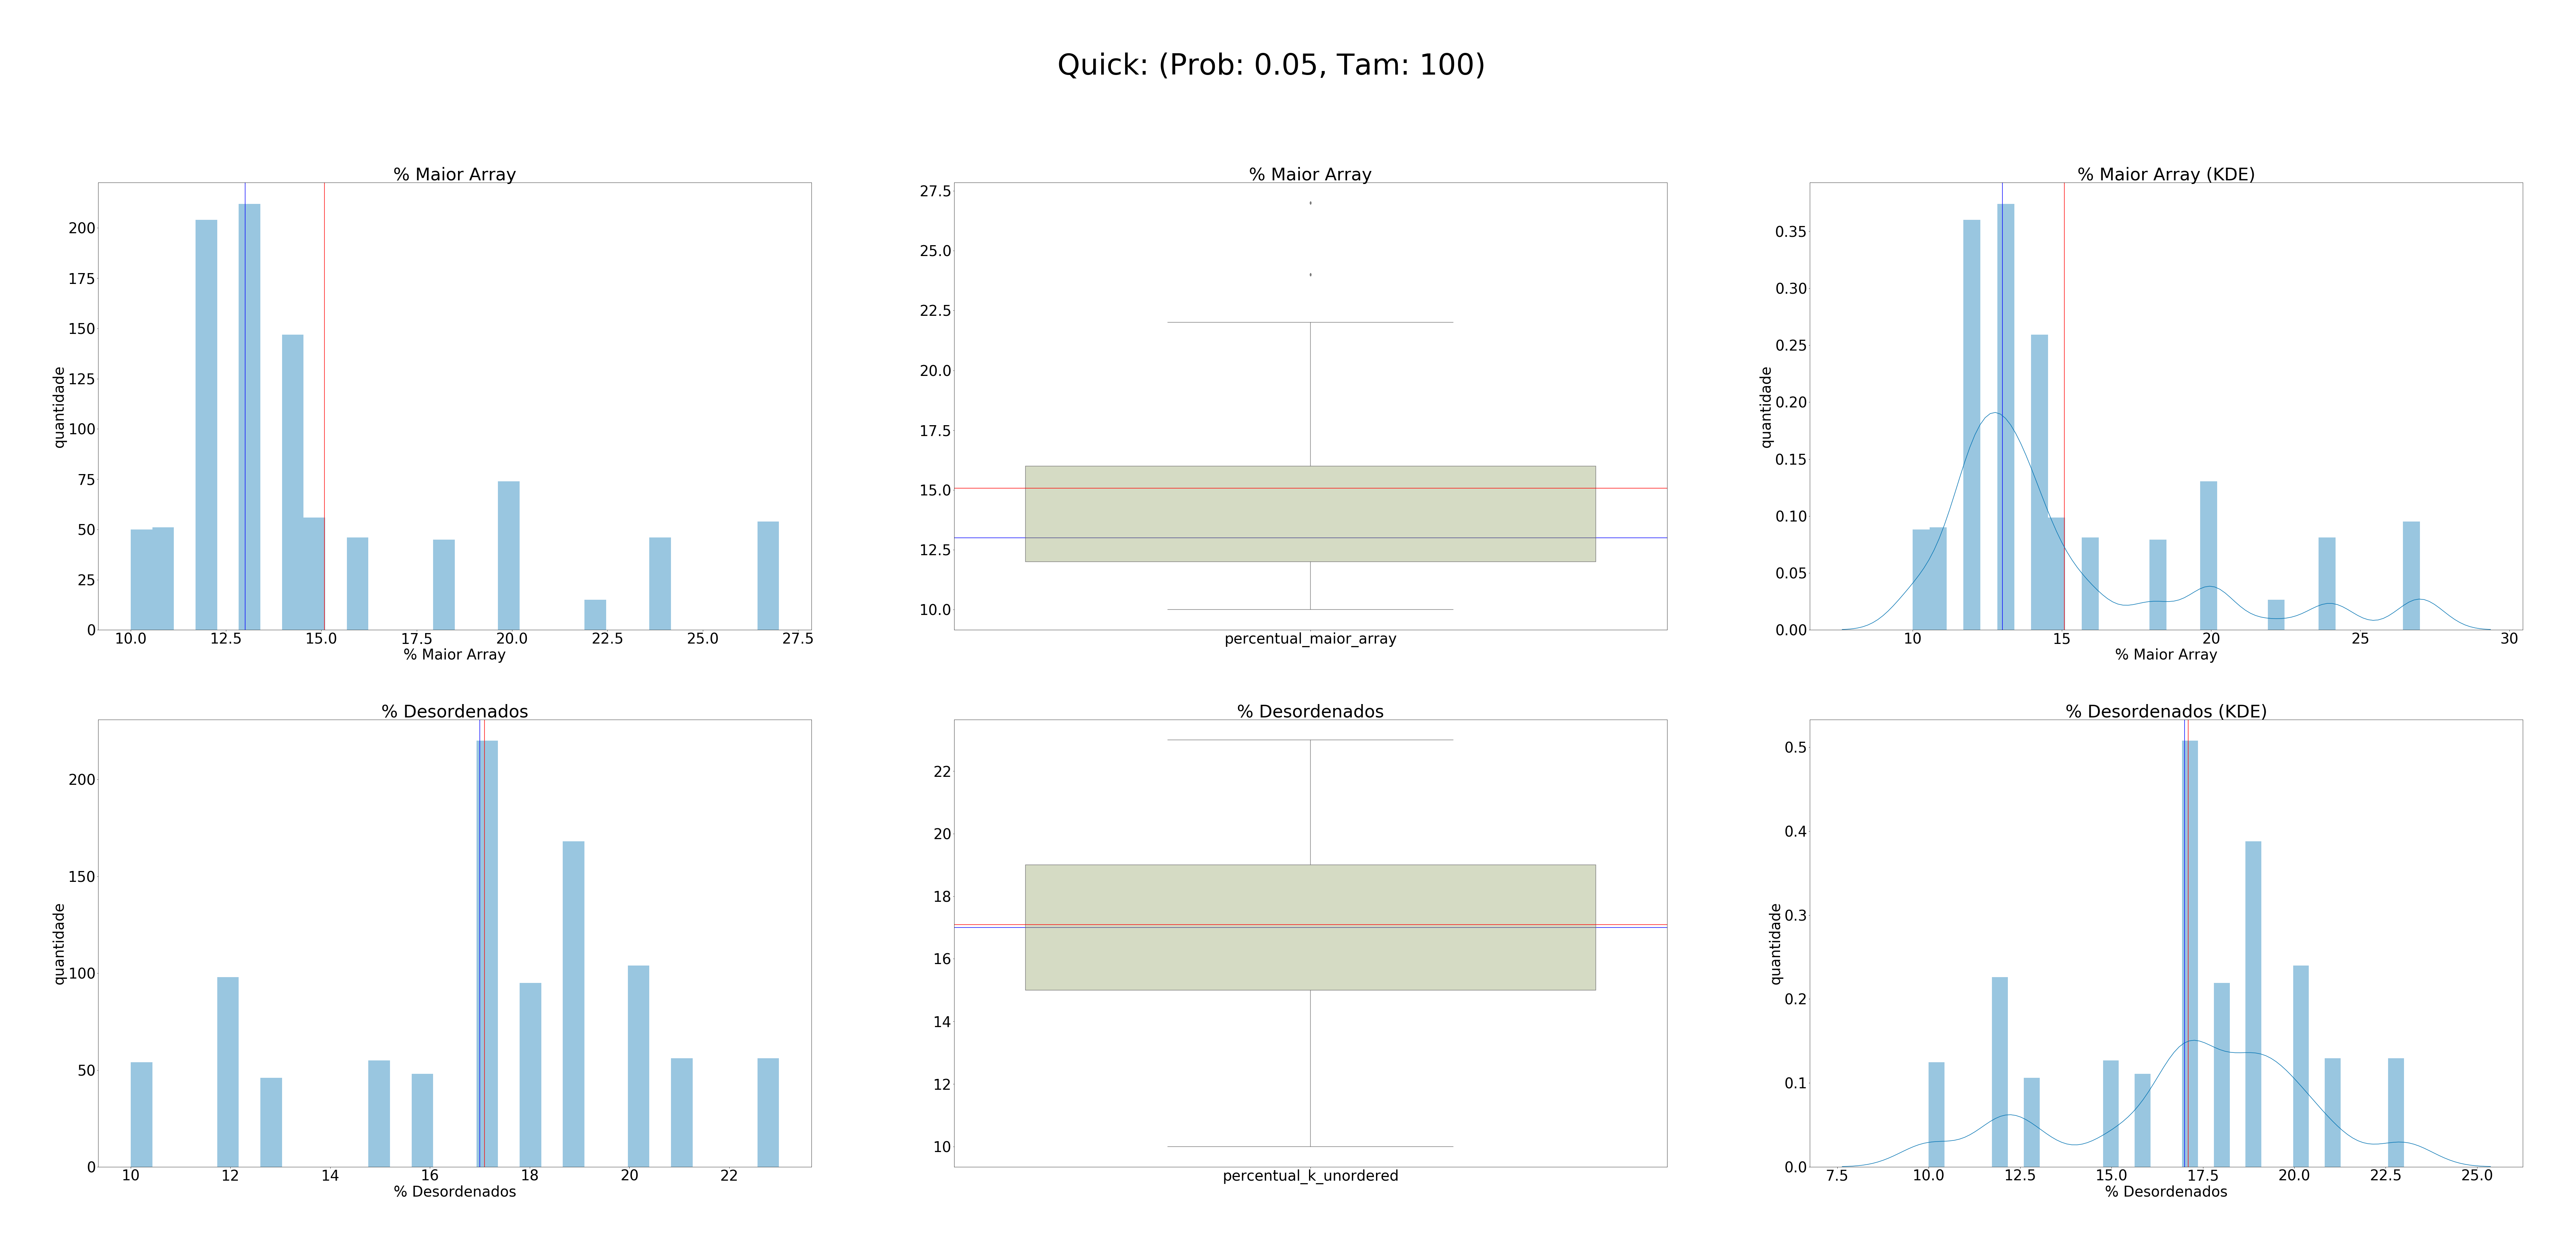 Quick: (Prob: 0.05, Tam: 100)
% Maior Array
quantidade
200
175
150
125
100
75
50
25
0
10.0 12.5 15.0 17.5 20.0 22.5 25.0 27.5
% Maior Array
% Maior Array
27.5
25.0
22.5
20.0
17.5
15.0
12.5
10.0
percentual_maior_array
% Maior Array (KDE)
quantidade
0.35
0.30
0.25
0.20
0.15
0.10
0.05
0.00
10 15 20 25 30
% Maior Array
% Desordenados
quantidade
200
150
100
50
0
10 12 14 16 18 20 22
% Desordenados
% Desordenados
22
20
18
16
14
12
10
percentual_k_unordered
% Desordenados (KDE)
quantidade
0.5
0.4
0.3
0.2
0.1
0.0
7.5 10.0 12.5 15.0 17.5 20.0 22.5 25.0
% Desordenados